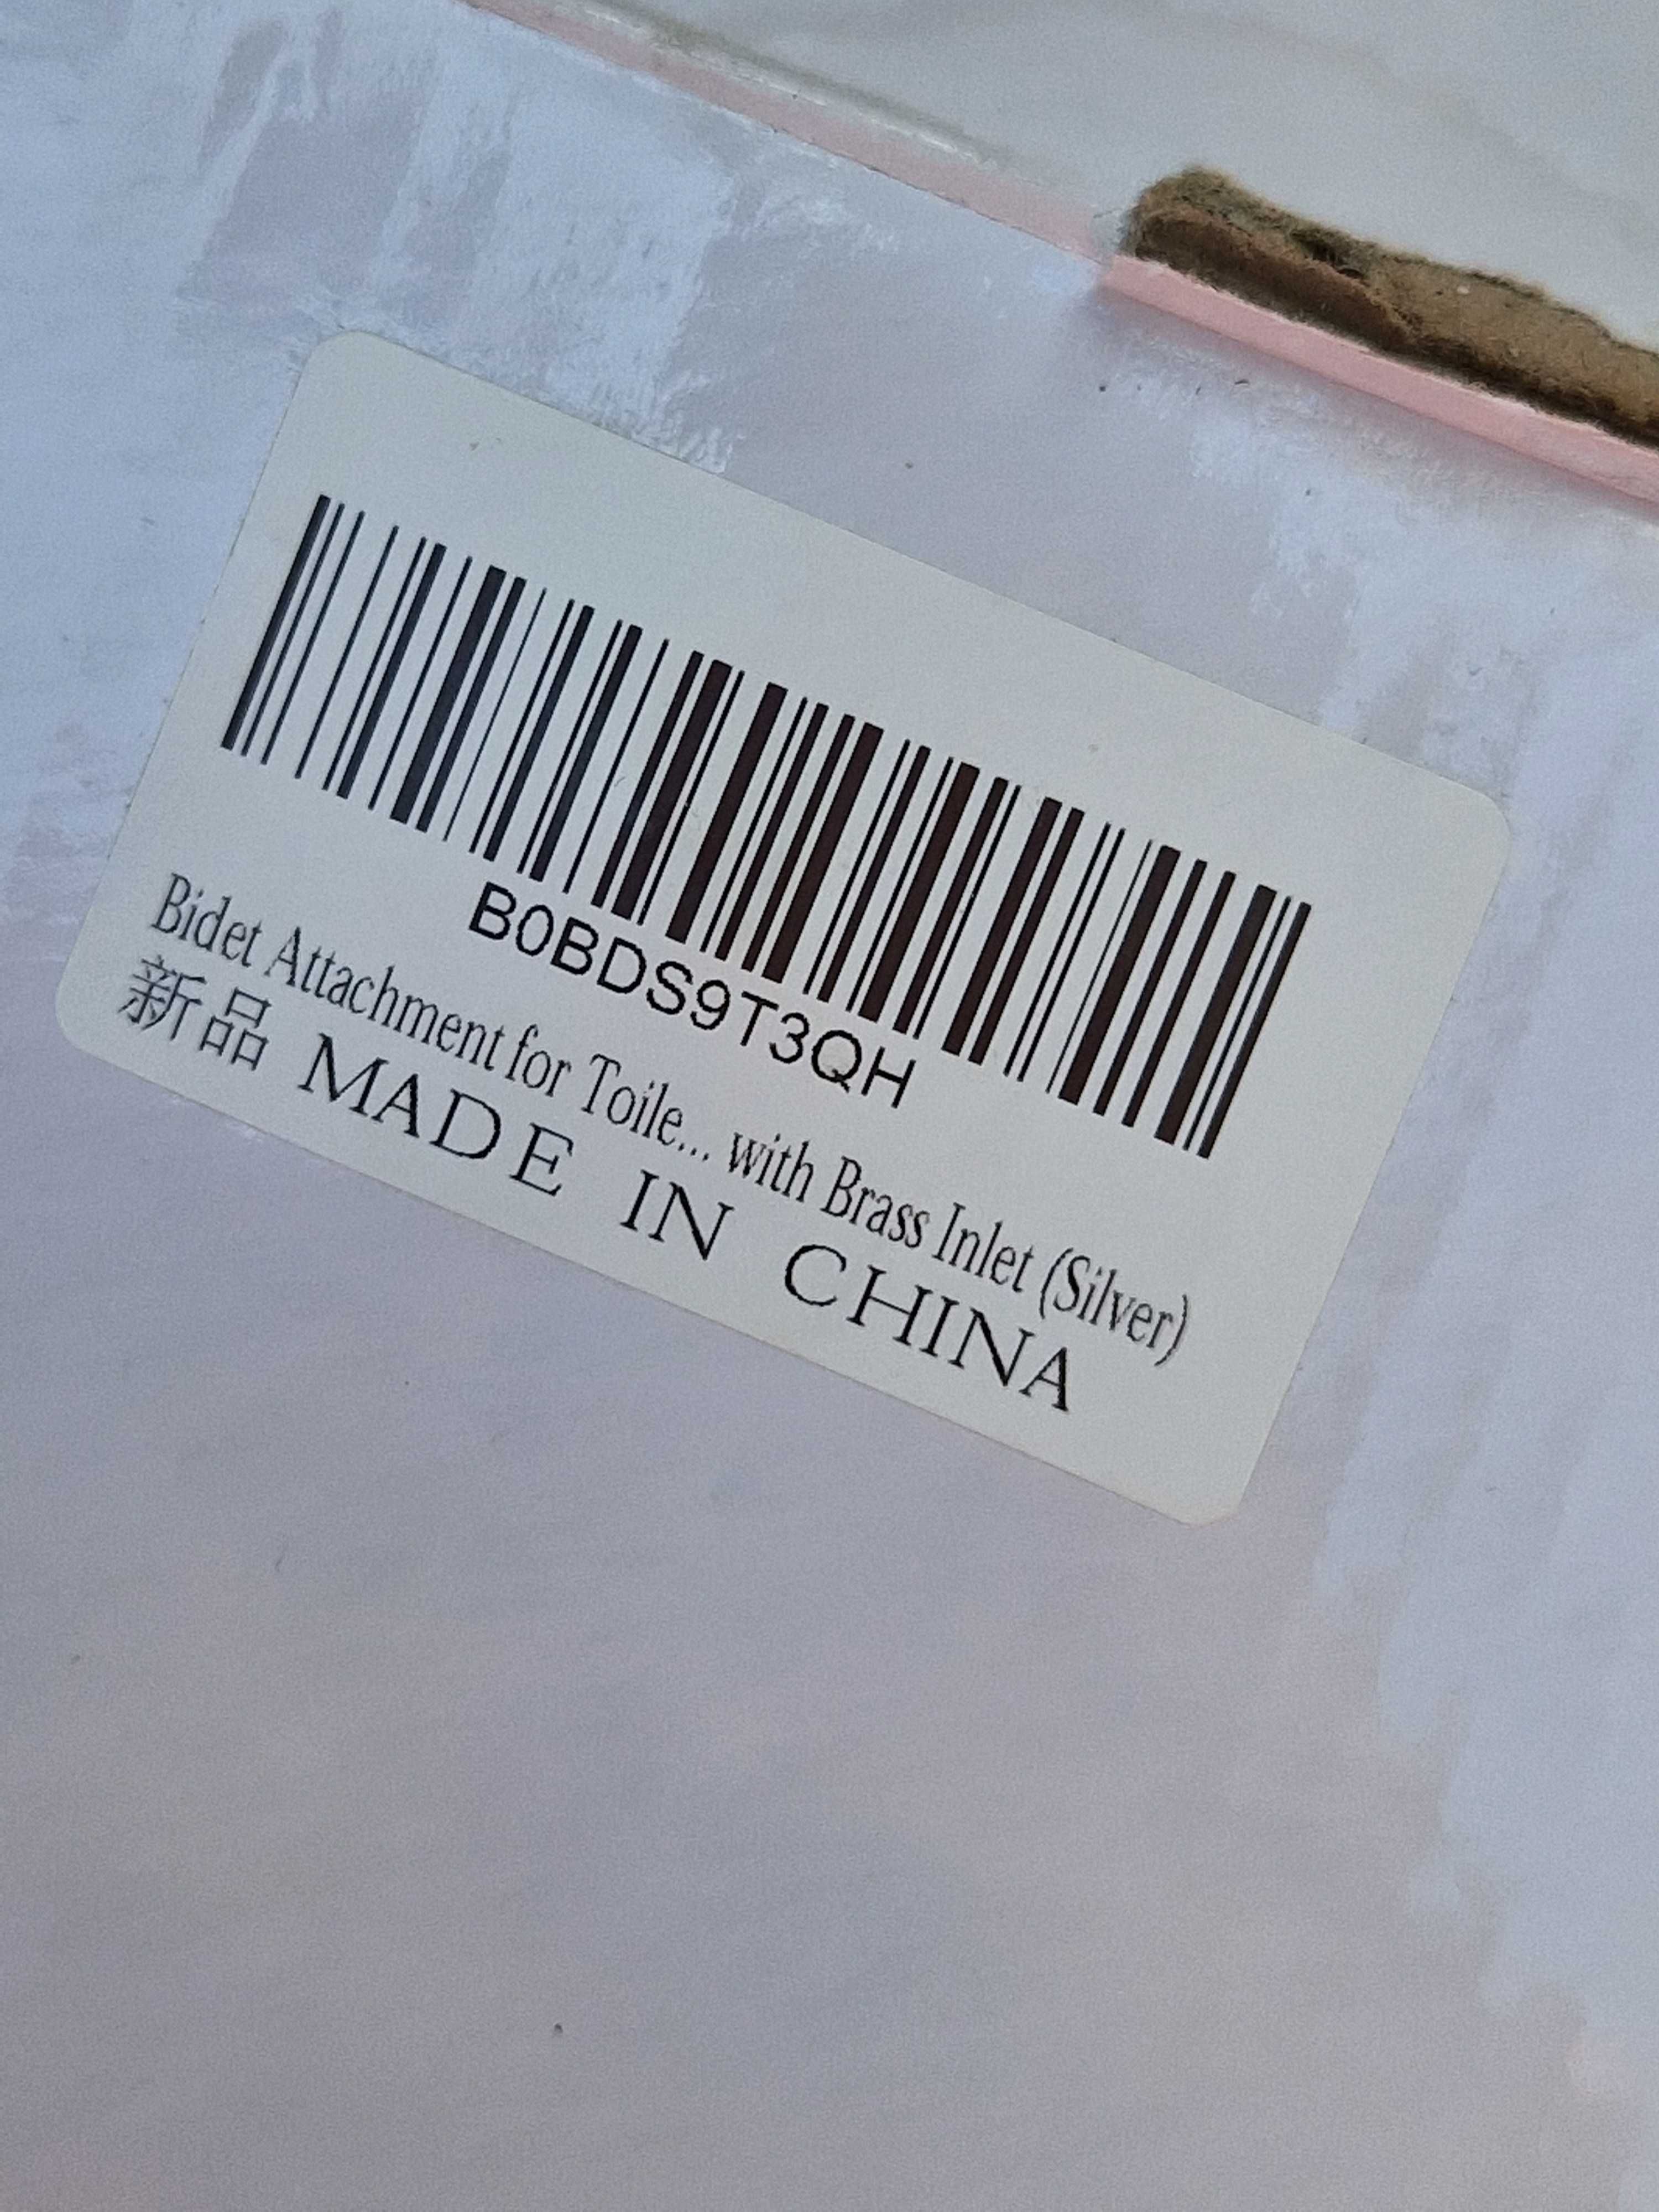 B0BDS9T3QH
Bidet Attachment for Toile... with Brass Inlet (Silver)
新品 MADE IN CHINA